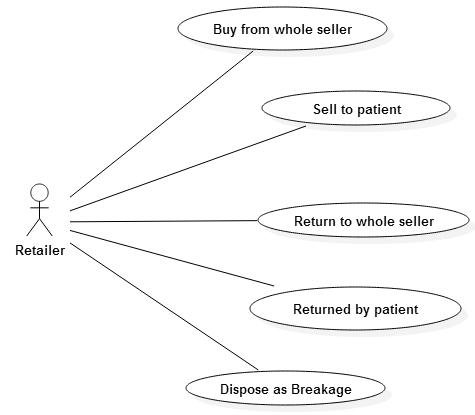 Buy from whole seller
Sell to patient
Return to whole seller
Retailer
Returned by patient
Dispose as Breakage